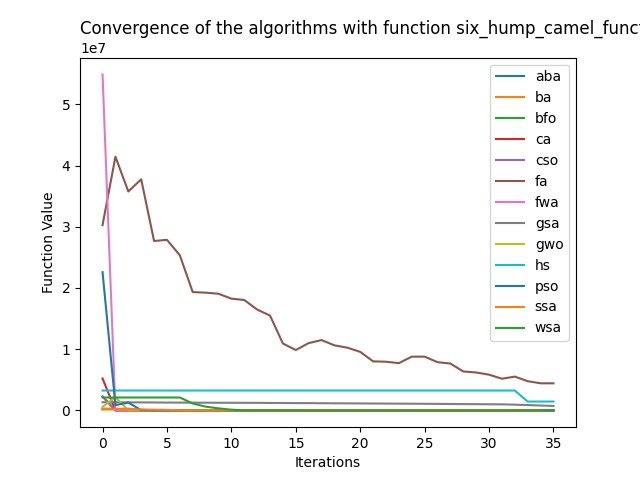 Convergence of the algorithms with function six_hump_camel_func
1e7
5
4
3
2
1
0
Function Value
0 5 10 15 20 25 30 35
Iterations
aba
ba
bfo
ca
cso
fa
fwa
gsa
gwo
hs
pso
ssa
wsa